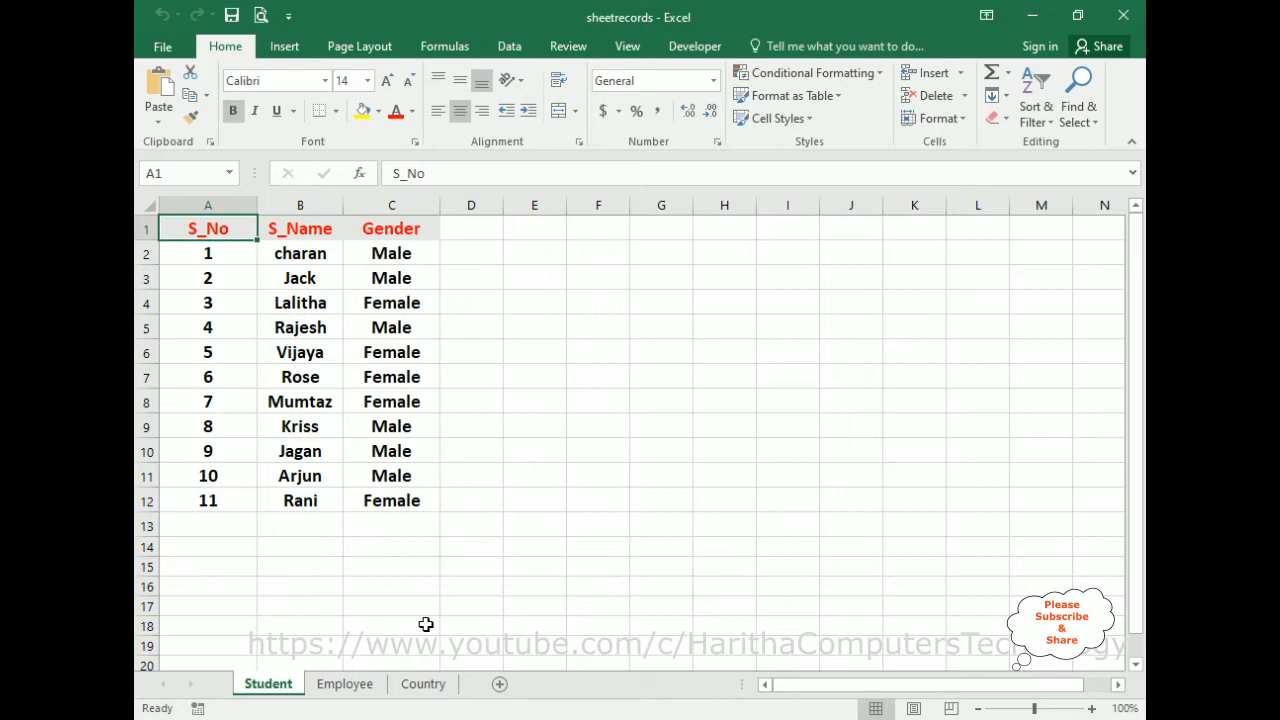 sheetrecords - Excel
File Home Insert Page Layout Formulas Data Review View Developer Tell me what you want to do... Sign in Share
Paste
Calibri 14
B I U A
General
$ % ,
Conditional Formatting
Format as Table
Cell Styles
Insert
Delete
Format
Sort & Filter
Find & Select
Clipboard Font Alignment Number Styles Cells Editing
A1 fx S_No
A B C D E F G H I J K L M N
1 S_No S_Name Gender
2 1 charan Male
3 2 Jack Male
4 3 Lalitha Female
5 4 Rajesh Male
6 5 Vijaya Female
7 6 Rose Female
8 7 Mumtaz Female
9 8 Kriss Male
10 9 Jagan Male
11 10 Arjun Male
12 11 Rani Female
13
14
15
16
17
18
19
20
Please
Subscribe
&
Share
https://www.youtube.com/c/HarithaComputersTechnology
Student Employee Country
Ready 100%